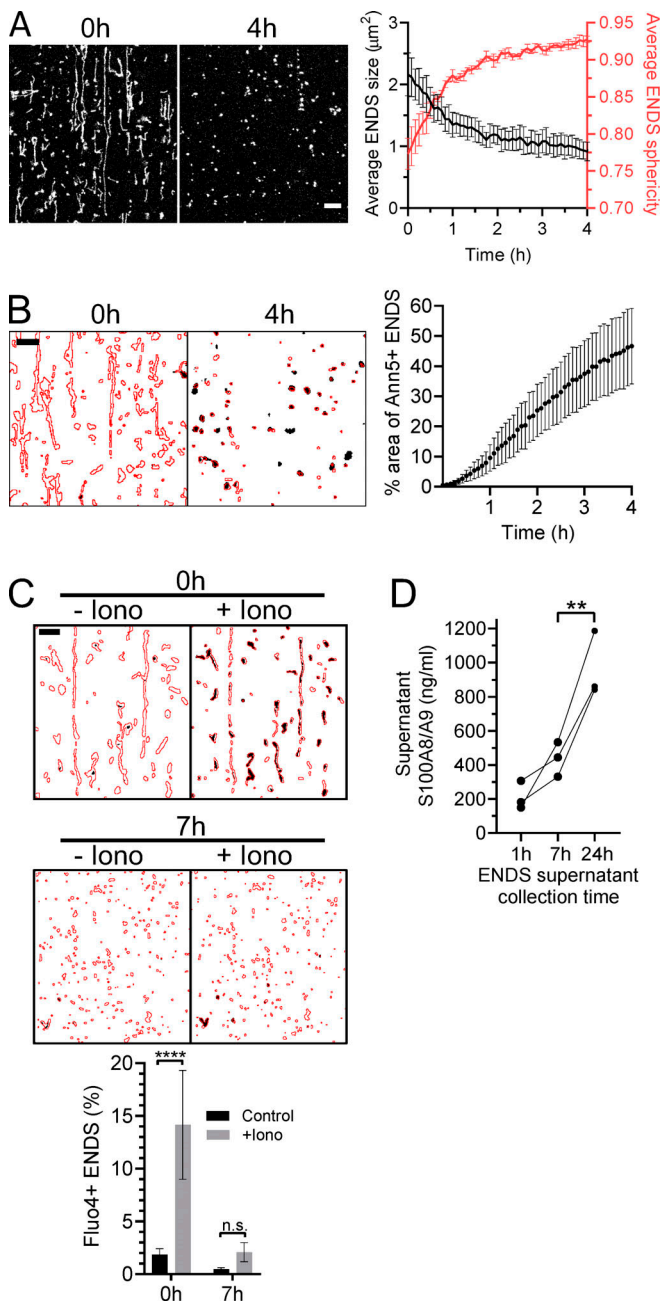 A
0h
4h
Average ENDS size (μm²)
3
2
1
0
0.95
0.90
0.85
0.80
0.75
0.70
Average ENDS sphericity
0
1
2
3
4
Time (h)
B
0h
4h
% area of Ann5+ ENDS
60
50
40
30
20
10
0
1
2
3
4
Time (h)
C
0h
- Iono
+ Iono
7h
- Iono
+ Iono
Fluo4+ ENDS (%)
20
15
10
5
0
****
n.s.
Control
+Iono
0h
7h
D
**
Supernatant
S100A8/A9 (ng/ml)
1200
1000
800
600
400
200
0
1h
7h
24h
ENDS supernatant
collection time